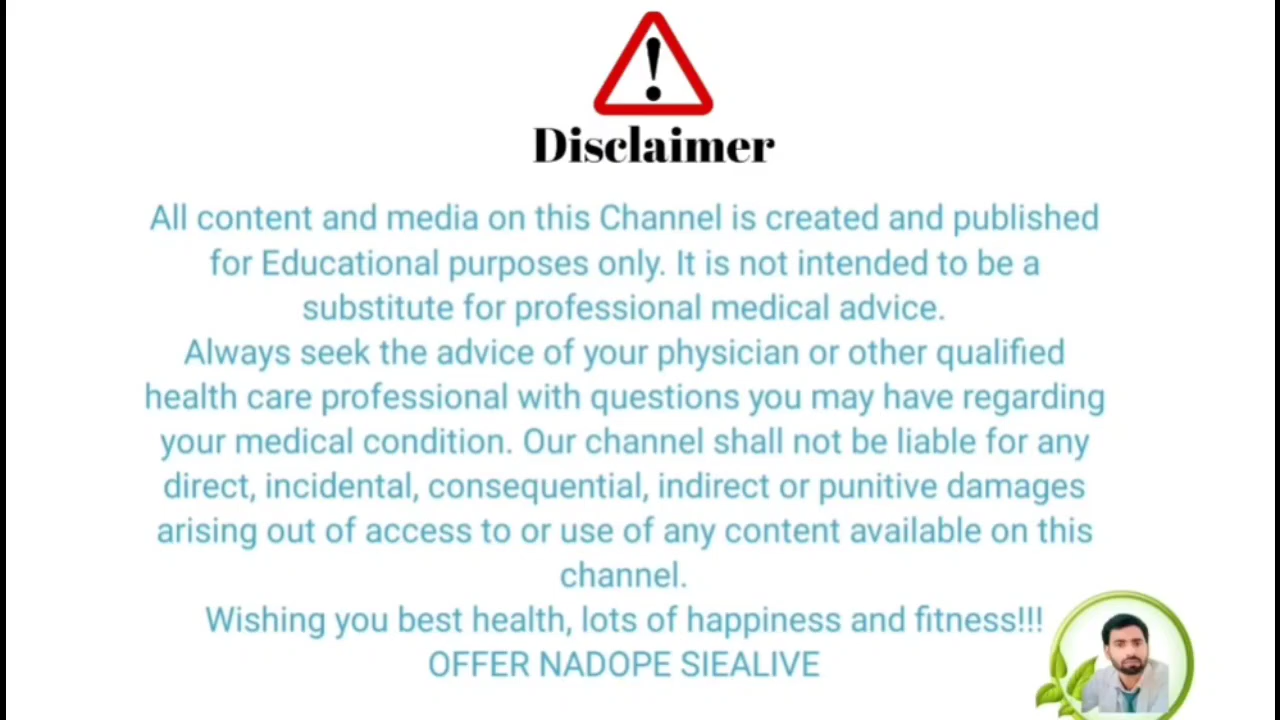 Disclaimer
All content and media on this Channel is created and published
for Educational purposes only. It is not intended to be a
substitute for professional medical advice.
Always seek the advice of your physician or other qualified
health care professional with questions you may have regarding
your medical condition. Our channel shall not be liable for any
direct, incidental, consequential, indirect or punitive damages
arising out of access to or use of any content available on this
channel.
Wishing you best health, lots of happiness and fitness!!!
OFFER NADOPE SIEALIVE